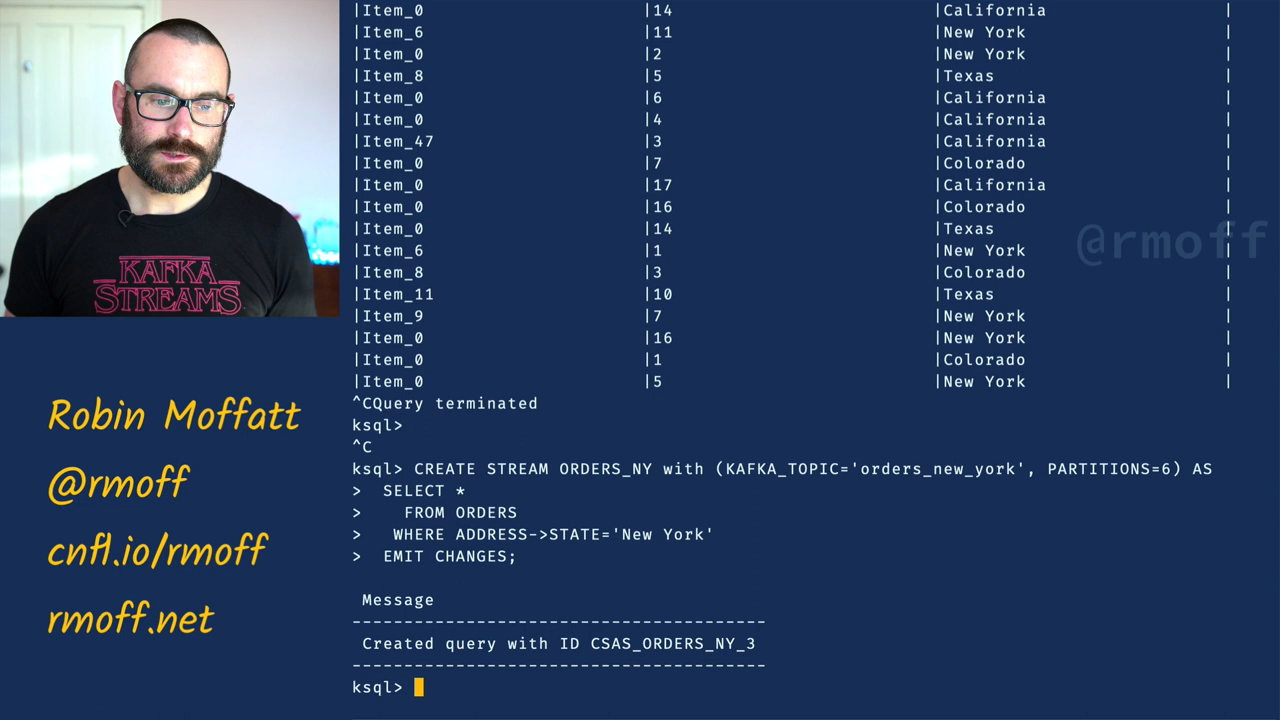 KAFKA
STREAMS
Robin Moffatt
@rmoff
cnfl.io/rmoff
rmoff.net
|Item_0 |14 |California |
|Item_6 |11 |New York |
|Item_0 |2 |New York |
|Item_8 |5 |Texas |
|Item_0 |6 |California |
|Item_0 |4 |California |
|Item_47 |3 |California |
|Item_0 |7 |Colorado |
|Item_0 |17 |California |
|Item_0 |16 |Colorado |
|Item_0 |14 |Texas |
|Item_6 |1 |New York |
|Item_8 |3 |Colorado |
|Item_11 |10 |Texas |
|Item_9 |7 |New York |
|Item_0 |16 |New York |
|Item_0 |1 |Colorado |
|Item_0 |5 |New York |
^CQuery terminated
ksql>
^C
ksql> CREATE STREAM ORDERS_NY with (KAFKA_TOPIC='orders_new_york', PARTITIONS=6) AS
> SELECT *
> FROM ORDERS
> WHERE ADDRESS->STATE='New York'
> EMIT CHANGES;
Message
----------------------------------------
Created query with ID CSAS_ORDERS_NY_3
----------------------------------------
ksql>
@rmoff